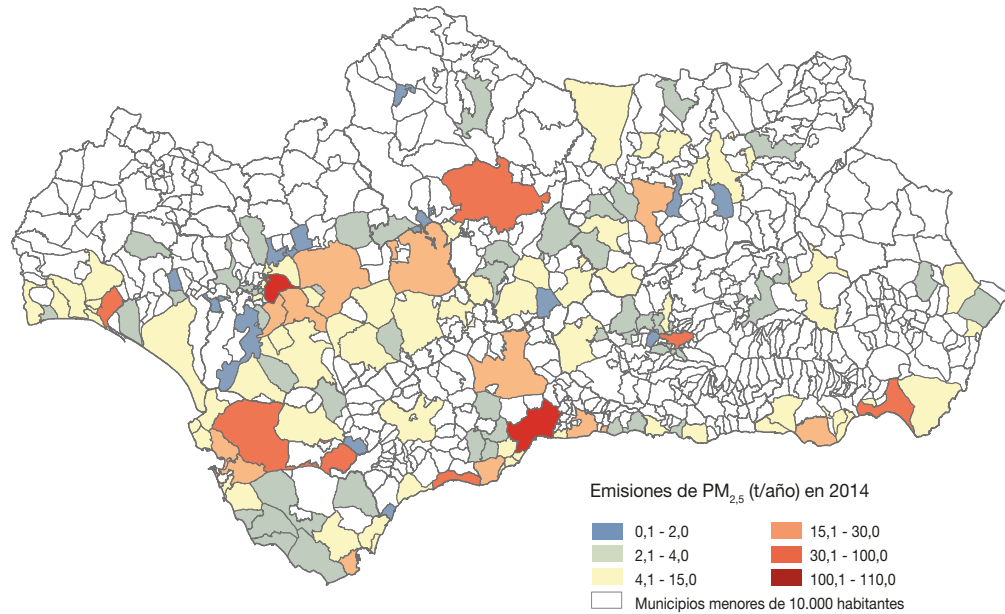 Emisiones de PM2,5 (t/año) en 2014
0,1 - 2,0
2,1 - 4,0
4,1 - 15,0
15,1 - 30,0
30,1 - 100,0
100,1 - 110,0
Municipios menores de 10.000 habitantes